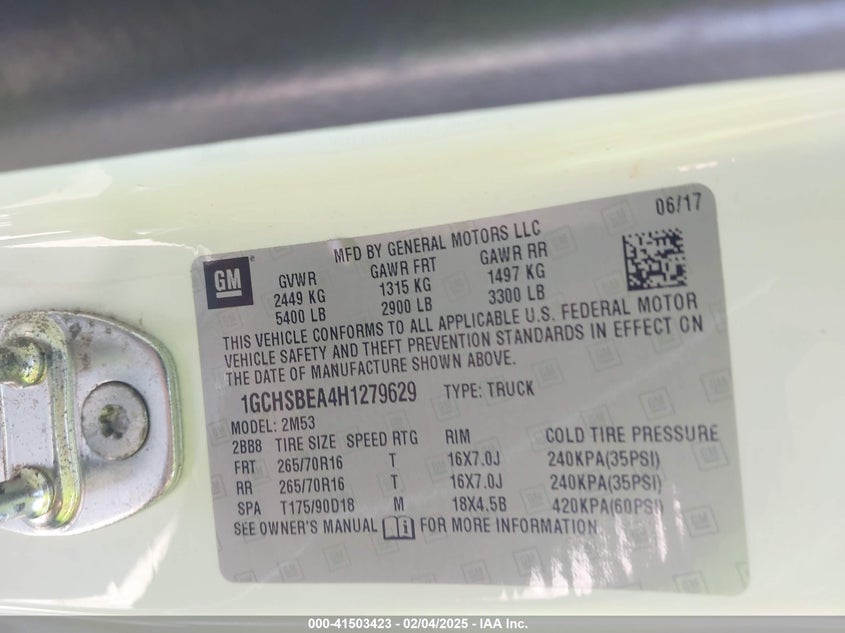 06/17
MFD BY GENERAL MOTORS LLC
GM
GVWR GAWR FRT GAWR RR
2449 KG 1315 KG 1497 KG
5400 LB 2900 LB 3300 LB
THIS VEHICLE CONFORMS TO ALL APPLICABLE U.S. FEDERAL MOTOR
VEHICLE SAFETY AND THEFT PREVENTION STANDARDS IN EFFECT ON
THE DATE OF MANUFACTURE SHOWN ABOVE.
1GCHSBEA4H1279629 TYPE: TRUCK
MODEL: 2M53
2BB8 TIRE SIZE SPEED RTG RIM COLD TIRE PRESSURE
FRT 265/70R16 T 16X7.0J 240KPA(35PSI)
RR 265/70R16 T 16X7.0J 240KPA(35PSI)
SPA T175/90D18 M 18X4.5B 420KPA(60PSI)
SEE OWNER'S MANUAL FOR MORE INFORMATION
000-41503423 - 02/04/2025 - IAA Inc.